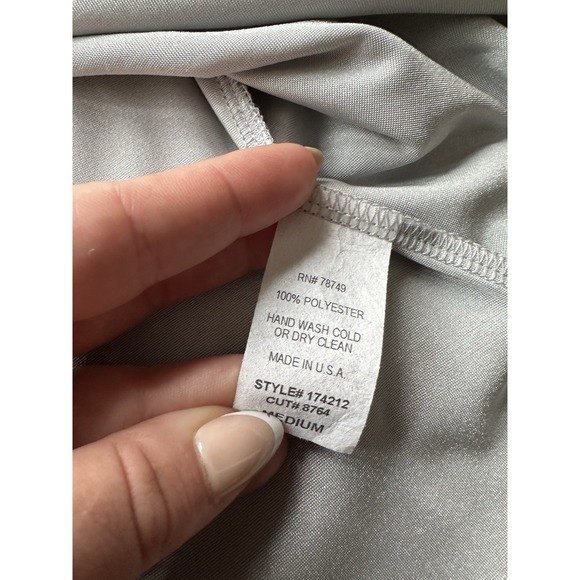 RN# 78749
100% POLYESTER
HAND WASH COLD
OR DRY CLEAN
MADE IN U.S.A.
STYLE# 174212
CUT# 8764
MEDIUM